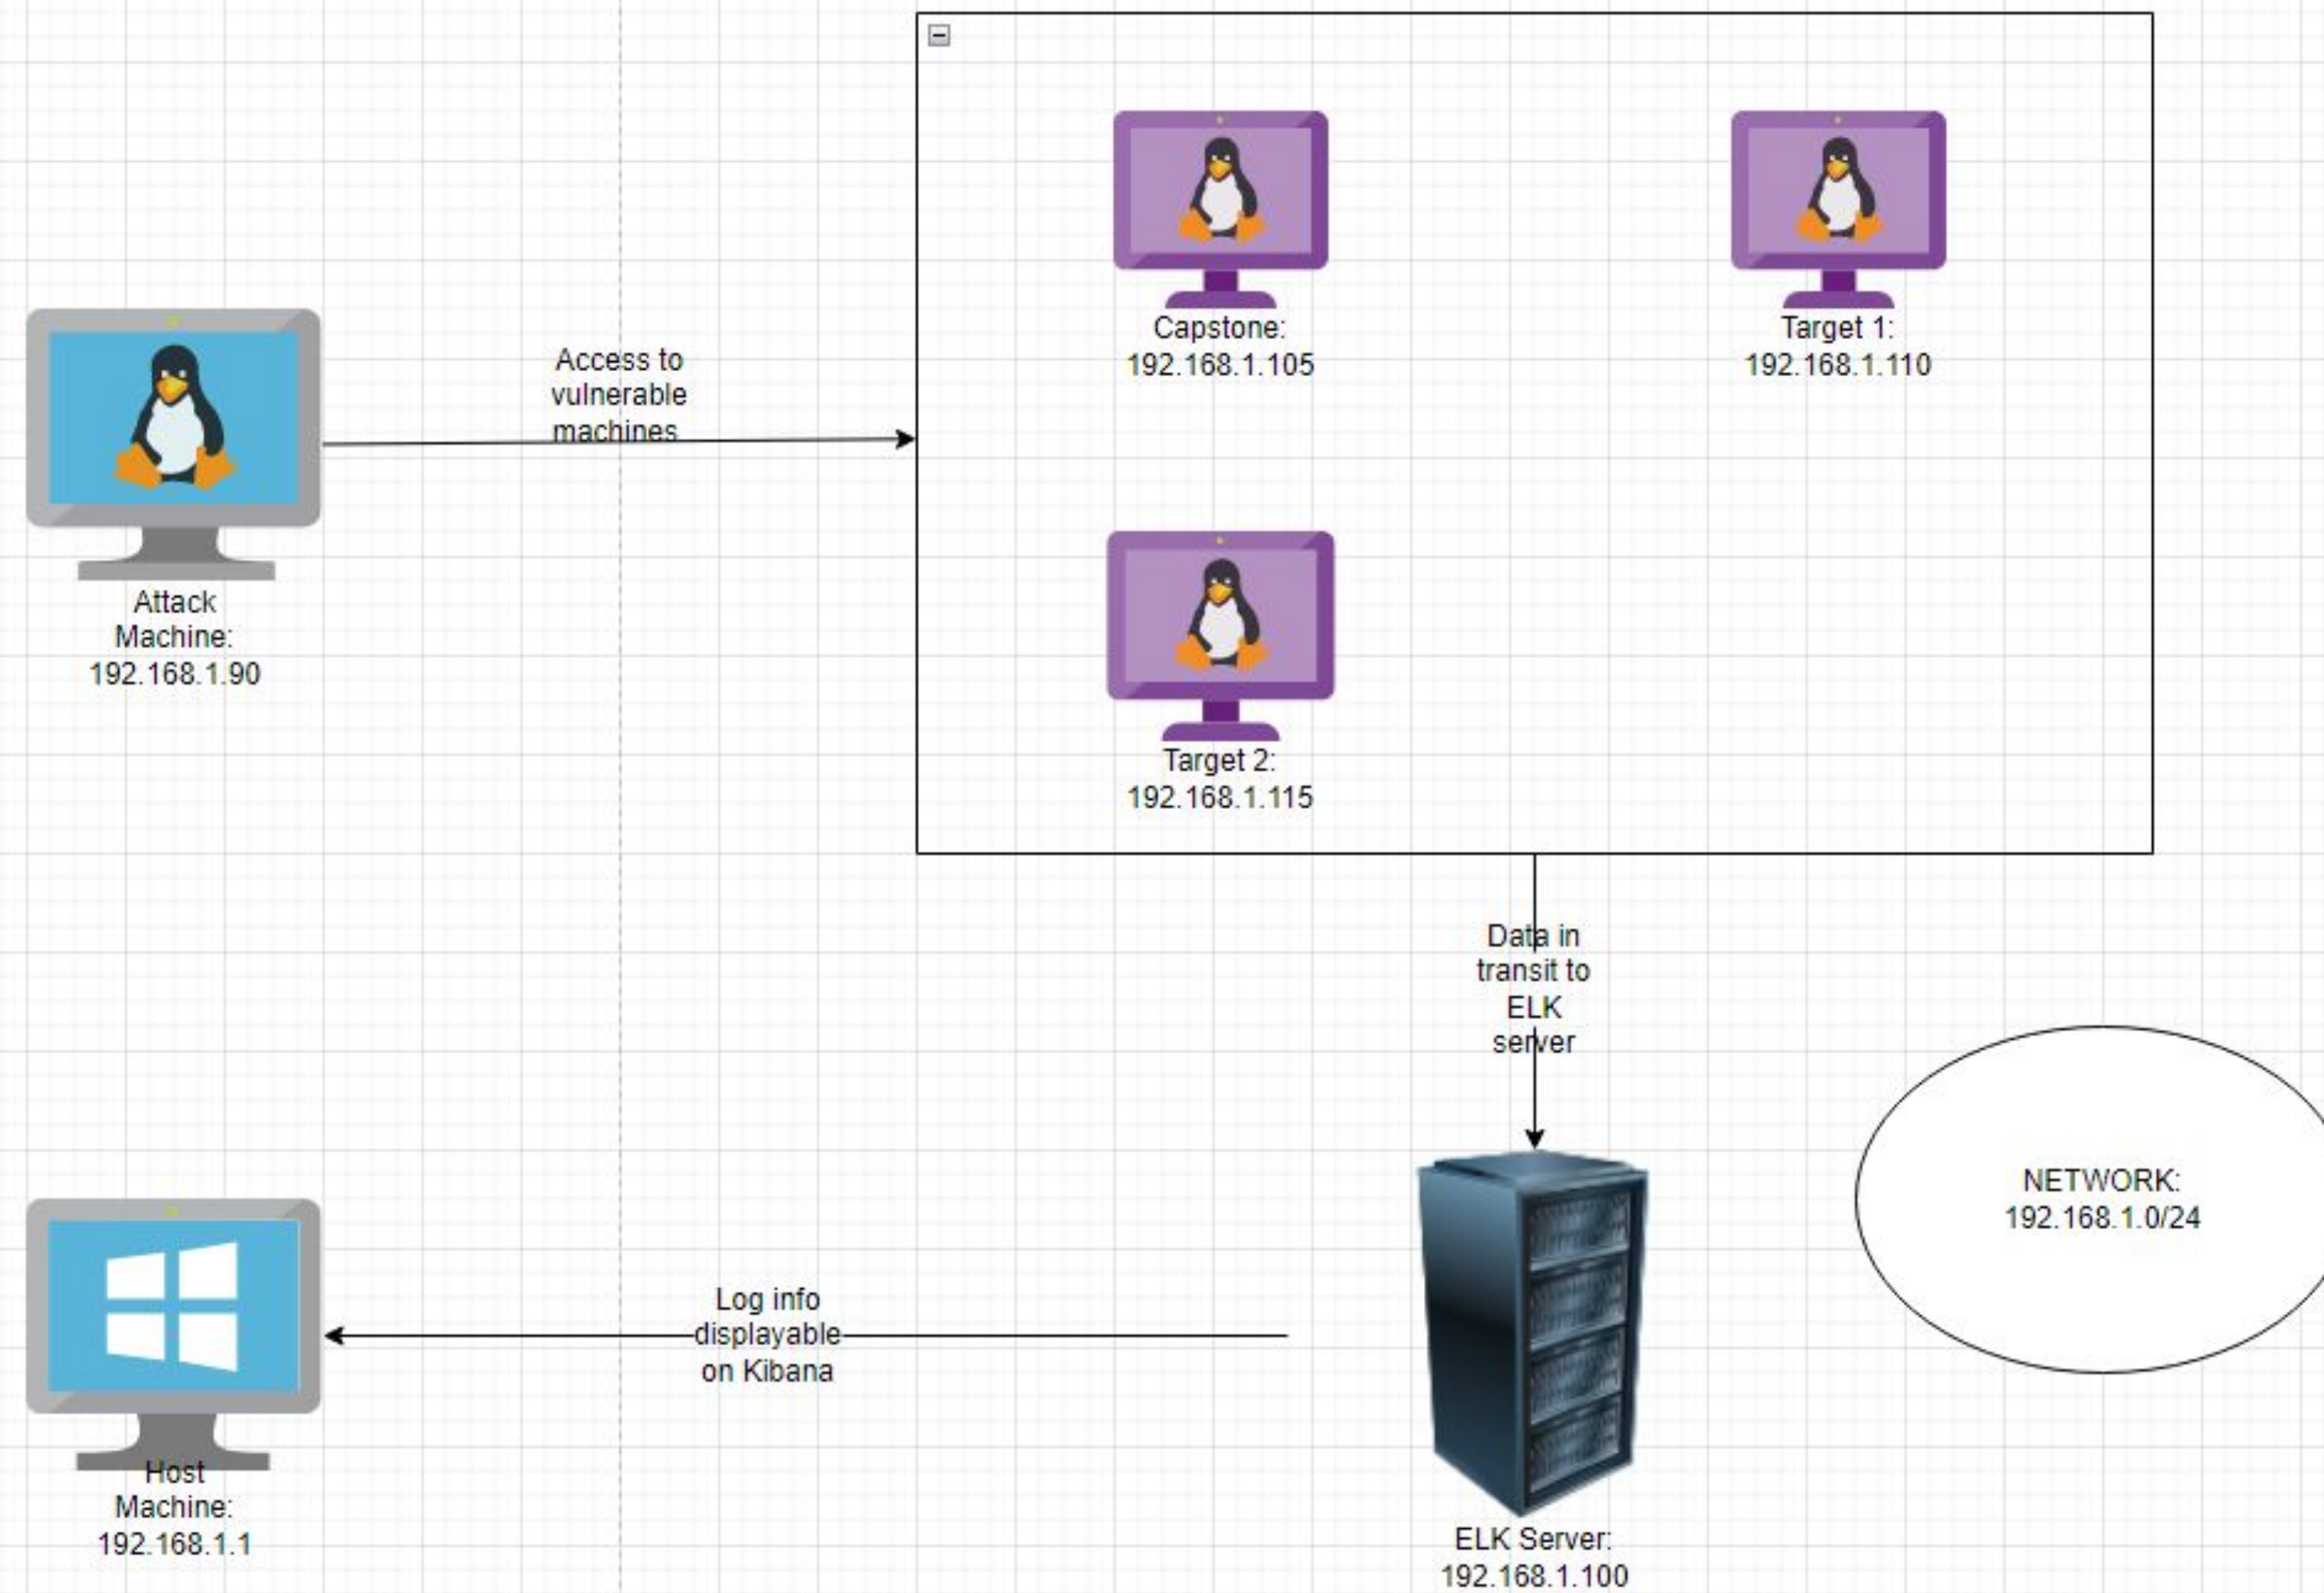 Capstone:
192.168.1.105
Target 1:
192.168.1.110
Access to
vulnerable
machines
Attack
Machine:
192.168.1.90
Target 2:
192.168.1.115
Data in
transit to
ELK
server
NETWORK:
192.168.1.0/24
Log info
displayable
on Kibana
Host
Machine:
192.168.1.1
ELK Server:
192.168.1.100